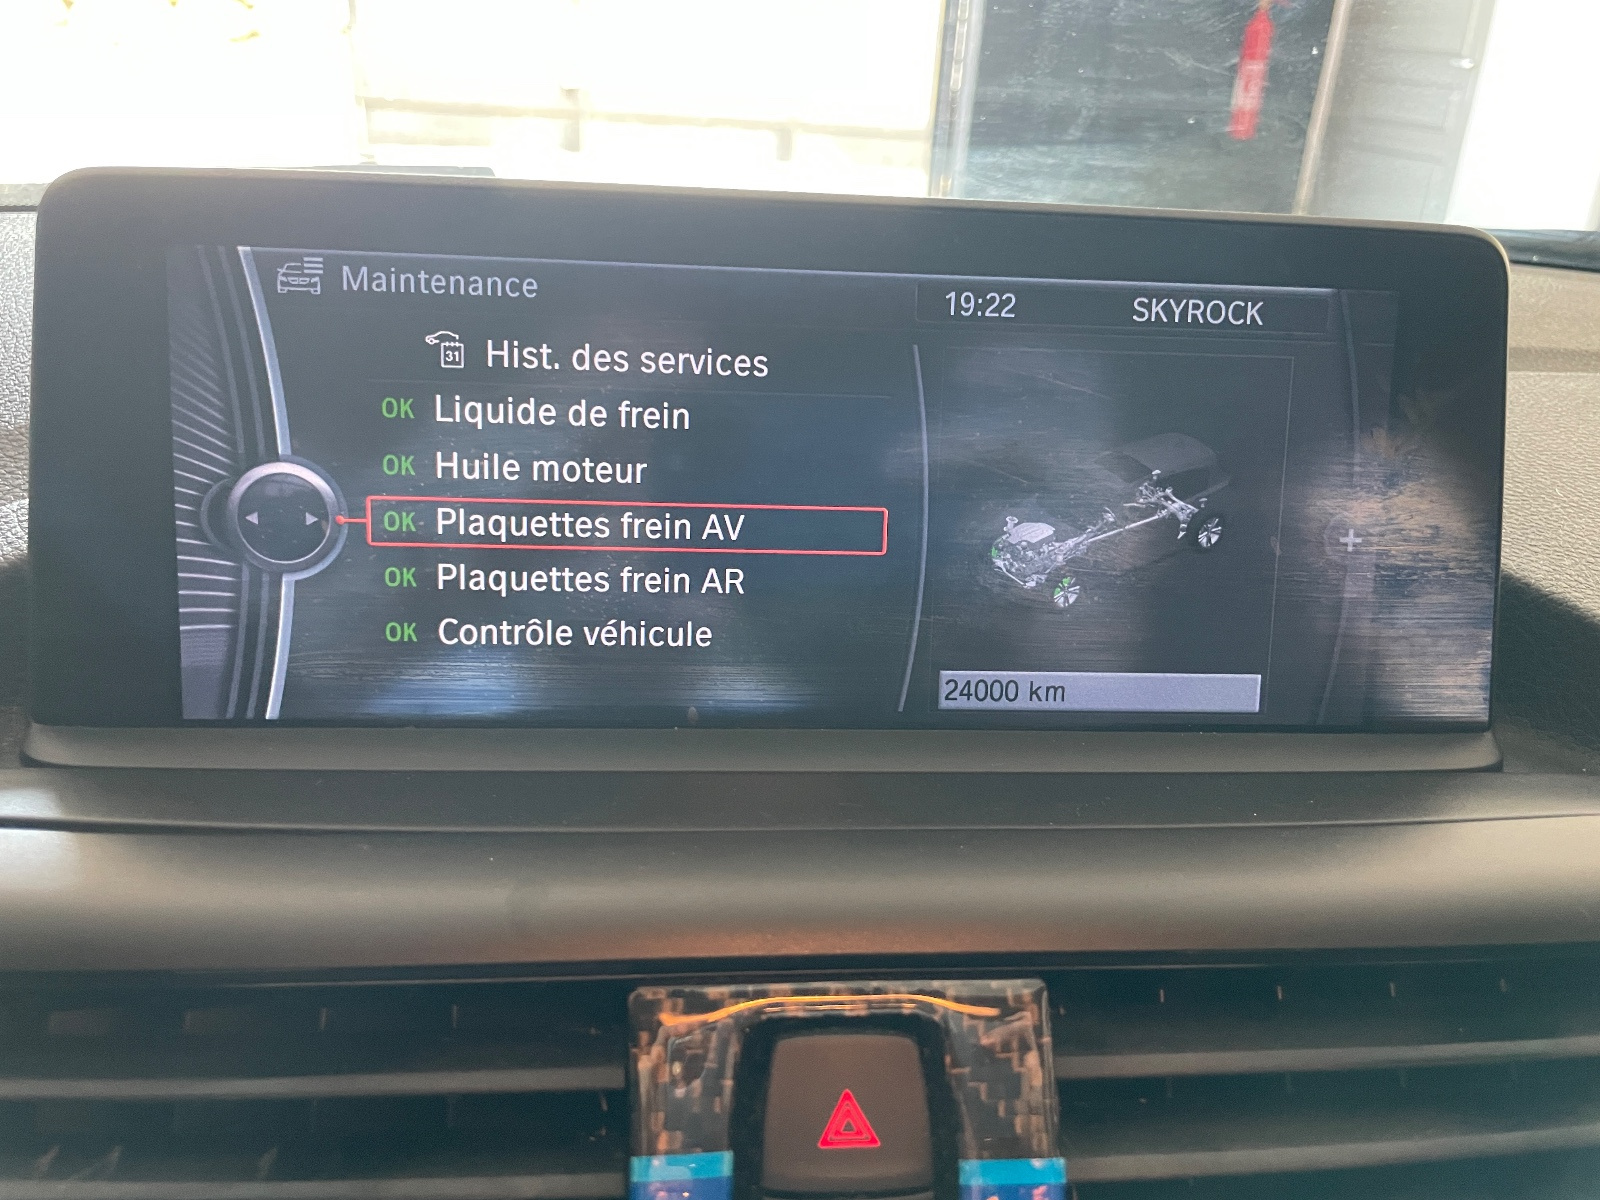 Maintenance
19:22 SKYROCK
31 Hist. des services
OK Liquide de frein
OK Huile moteur
OK Plaquettes frein AV
OK Plaquettes frein AR
OK Contrôle véhicule
24000 km